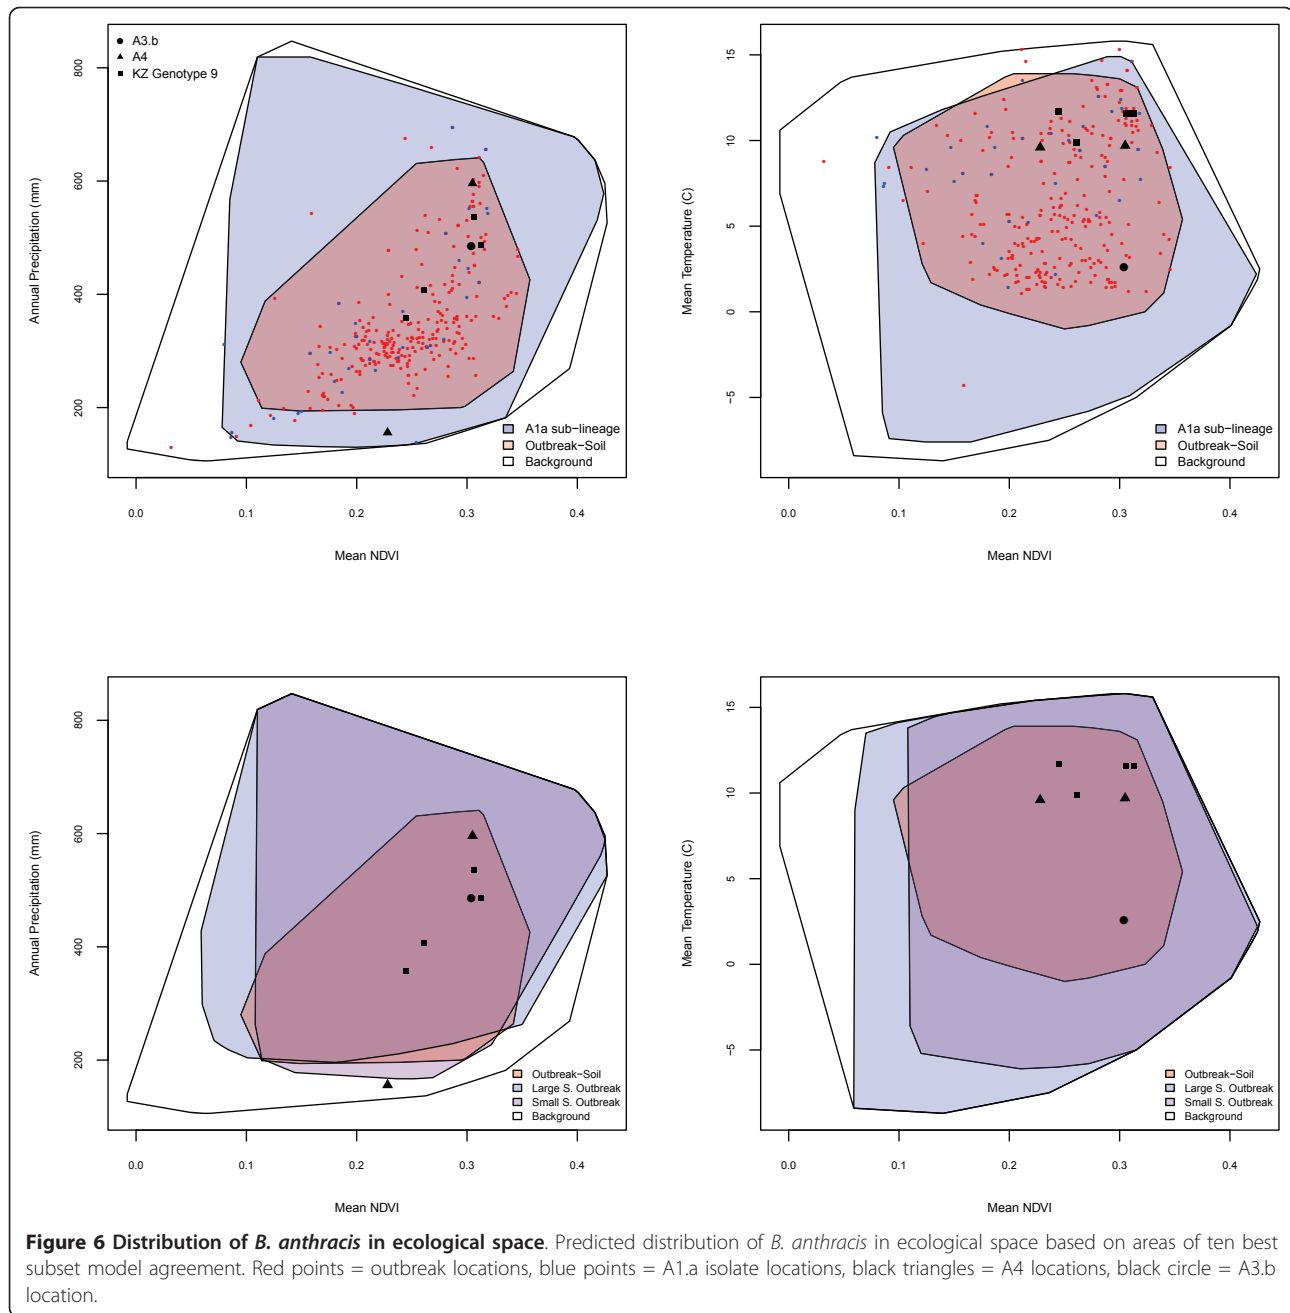 A3.b
A4
KZ Genotype 9
Annual Precipitation (mm)
800
600
400
200
A1a sub−lineage
Outbreak−Soil
Background
0.0 0.1 0.2 0.3 0.4
Mean NDVI
Mean Temperature (C)
15
10
5
0
−5
A1a sub−lineage
Outbreak−Soil
Background
0.0 0.1 0.2 0.3 0.4
Mean NDVI
Annual Precipitation (mm)
800
600
400
200
Outbreak−Soil
Large S. Outbreak
Small S. Outbreak
Background
0.0 0.1 0.2 0.3 0.4
Mean NDVI
Mean Temperature (C)
15
10
5
0
−5
Outbreak−Soil
Large S. Outbreak
Small S. Outbreak
Background
0.0 0.1 0.2 0.3 0.4
Mean NDVI
Figure 6 Distribution of B. anthracis in ecological space. Predicted distribution of B. anthracis in ecological space based on areas of ten best
subset model agreement. Red points = outbreak locations, blue points = A1.a isolate locations, black triangles = A4 locations, black circle = A3.b
location.